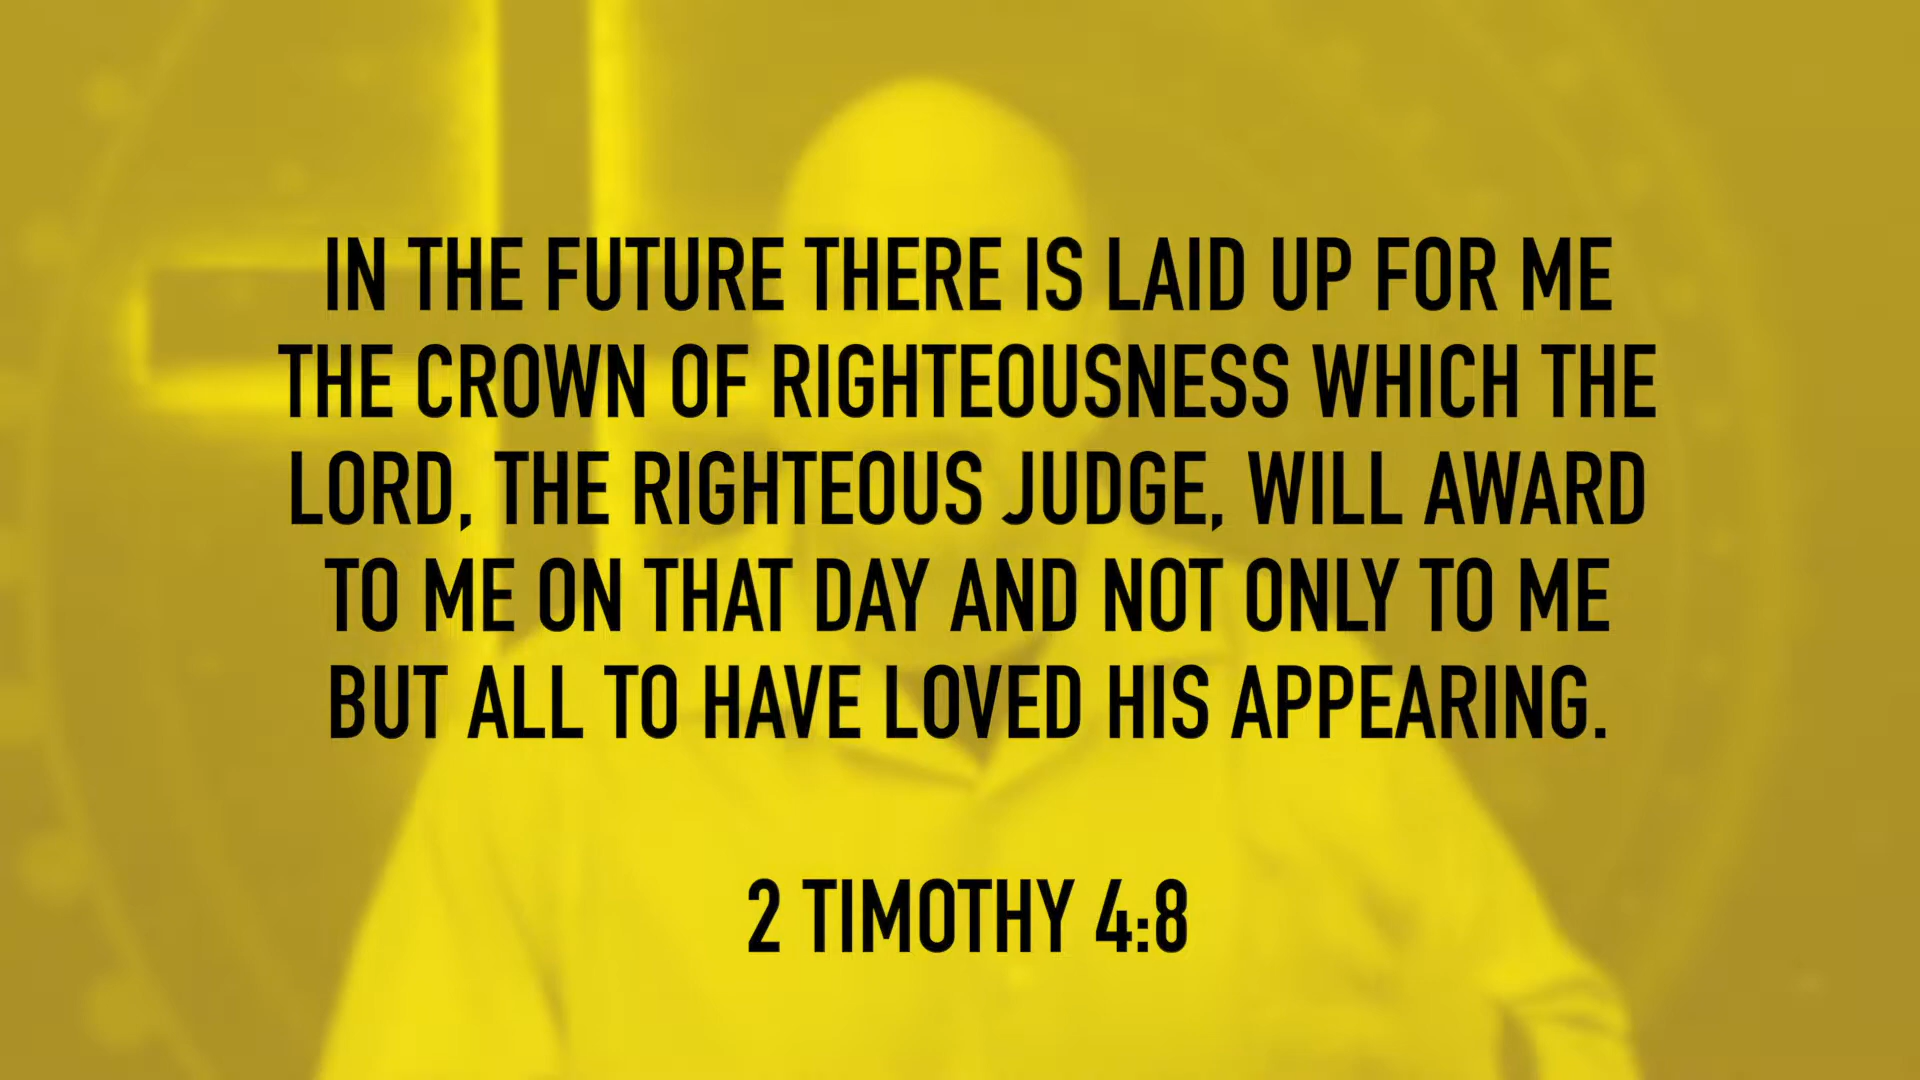 IN THE FUTURE THERE IS LAID UP FOR ME
THE CROWN OF RIGHTEOUSNESS WHICH THE
LORD, THE RIGHTEOUS JUDGE, WILL AWARD
TO ME ON THAT DAY AND NOT ONLY TO ME
BUT ALL TO HAVE LOVED HIS APPEARING.
2 TIMOTHY 4:8